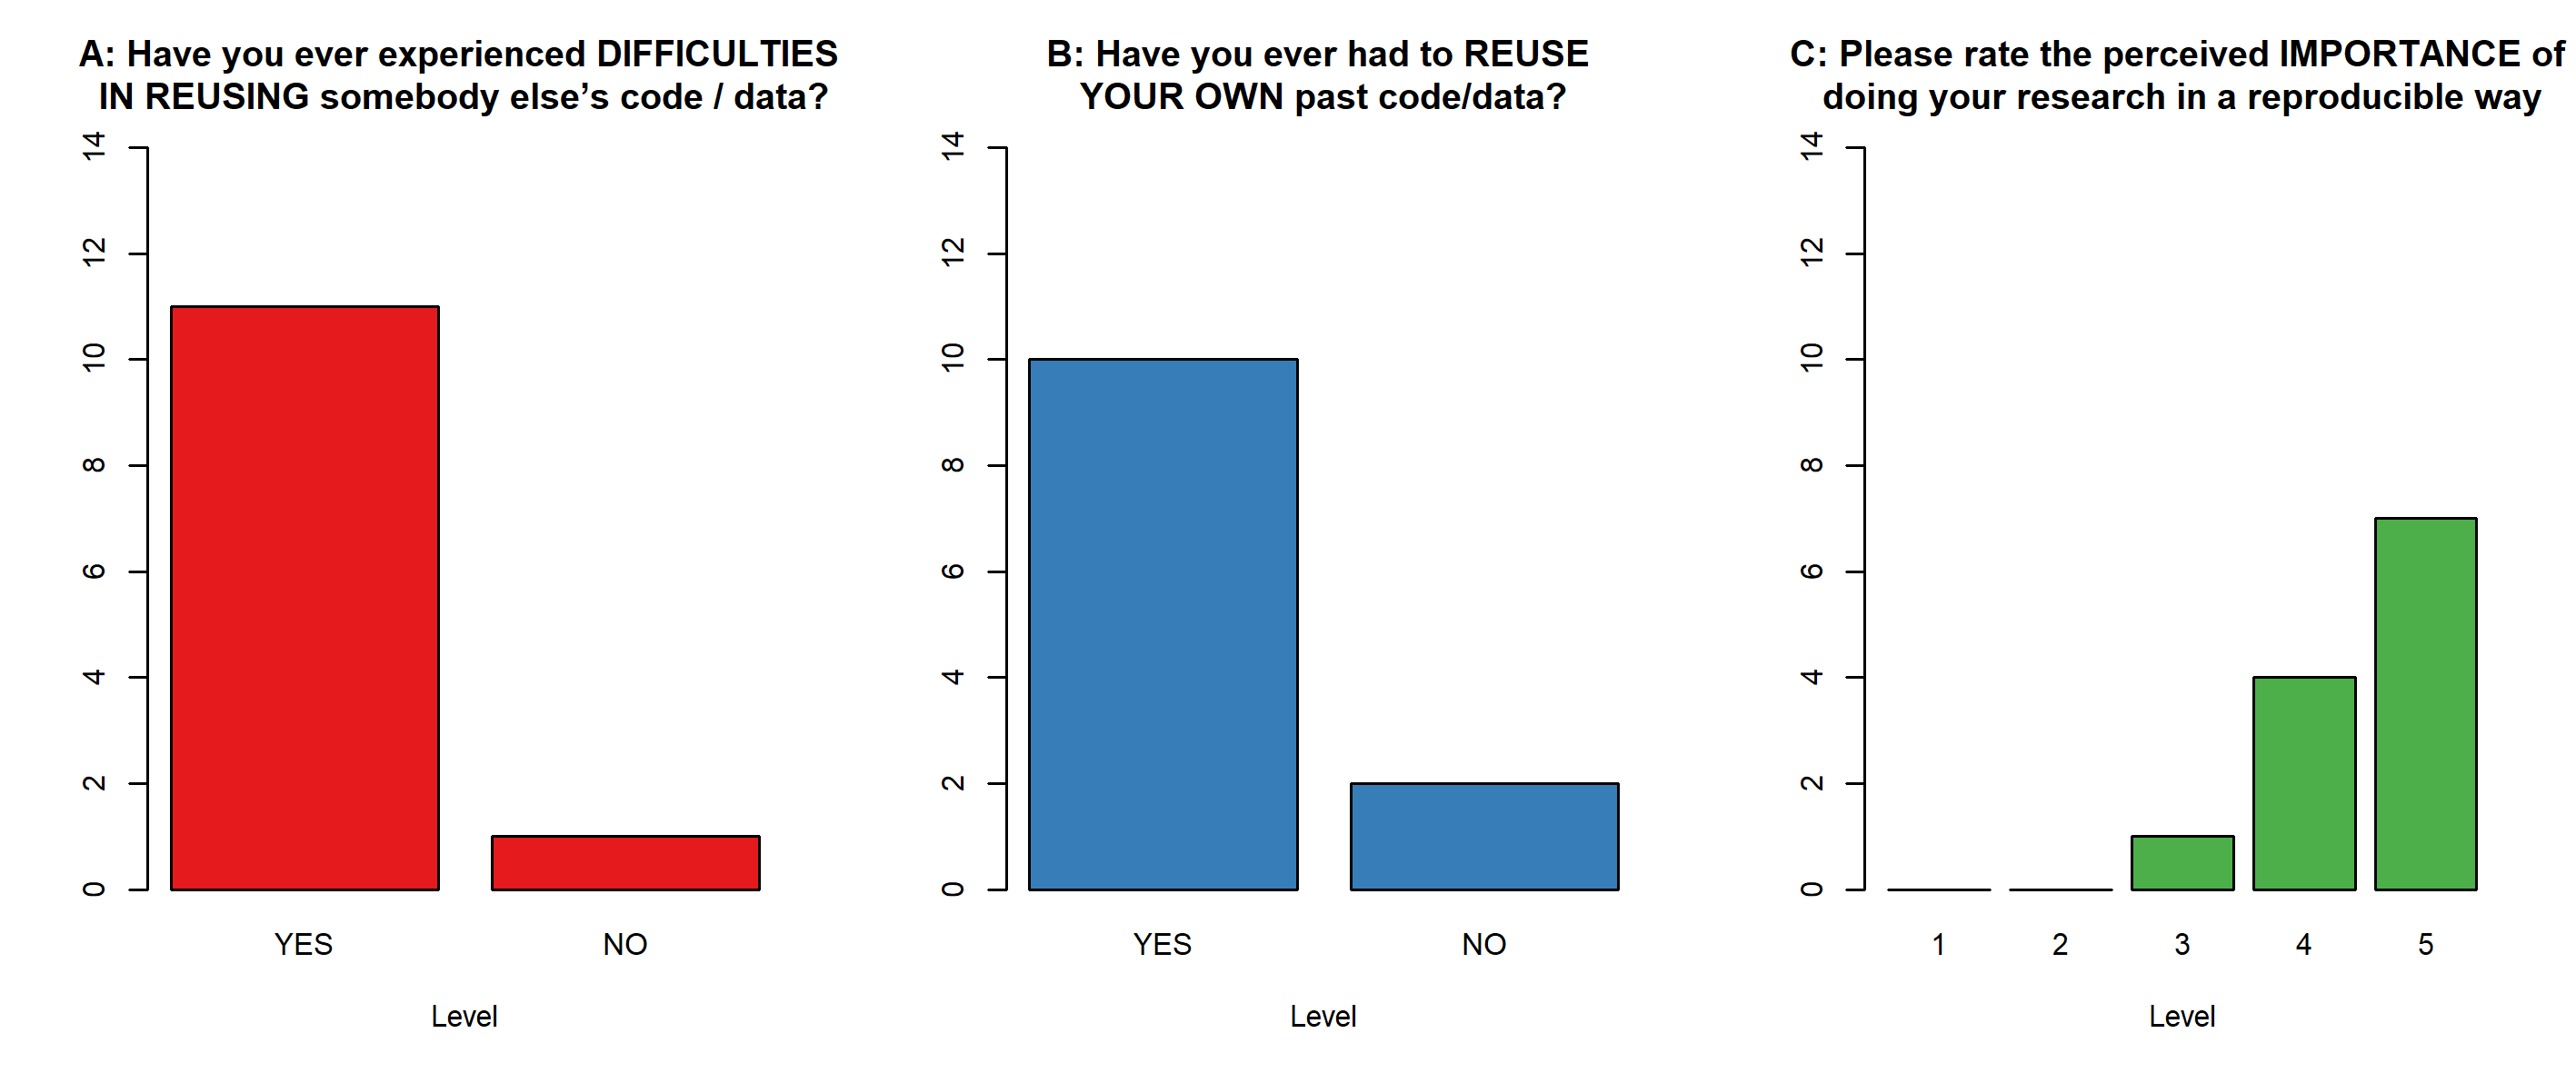 A: Have you ever experienced DIFFICULTIES
IN REUSING somebody else’s code / data?
14
12
10
8
6
4
2
0
YES NO
Level
B: Have you ever had to REUSE
YOUR OWN past code/data?
14
12
10
8
6
4
2
0
YES NO
Level
C: Please rate the perceived IMPORTANCE of
doing your research in a reproducible way
14
12
10
8
6
4
2
0
1 2 3 4 5
Level